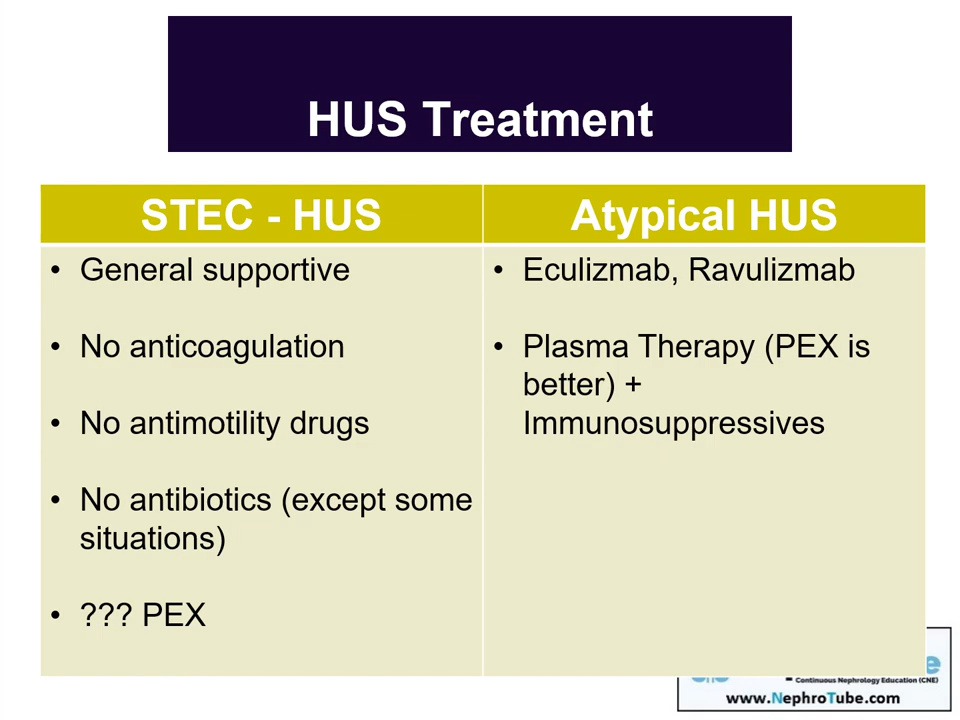 HUS Treatment
STEC - HUS
• General supportive
• No anticoagulation
• No antimotility drugs
• No antibiotics (except some
situations)
• ??? PEX
Atypical HUS
• Eculizmab, Ravulizmab
• Plasma Therapy (PEX is
better) +
Immunosuppressives
Continuous Nephrology Education (CNE)
www.NephroTube.com